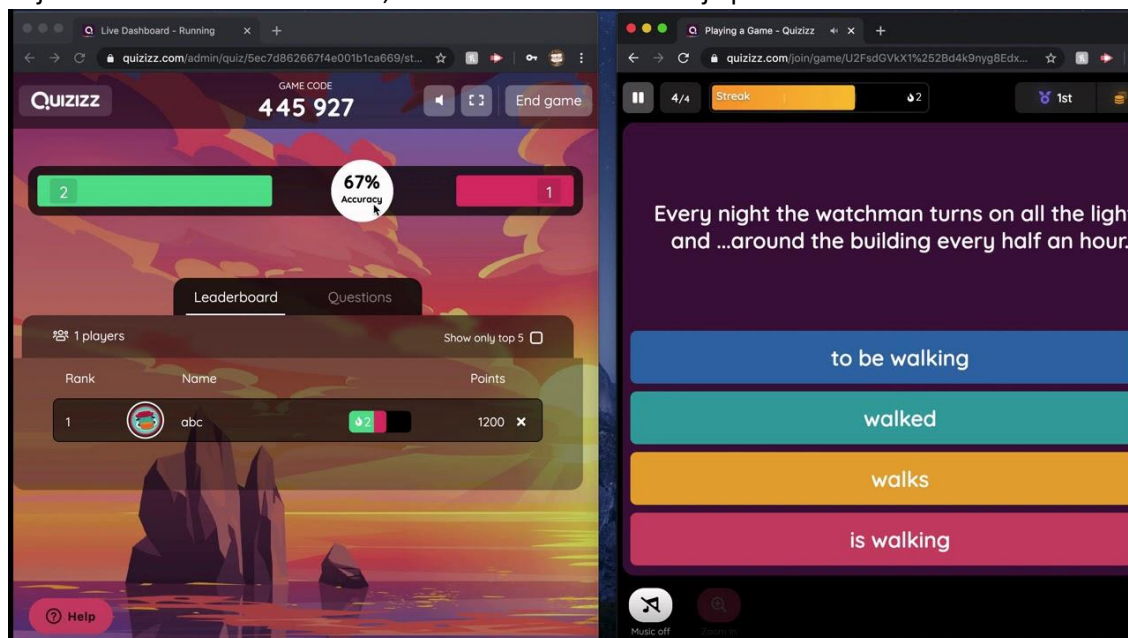 Live Dashboard - Running
quizizz.com/admin/quiz/5ec7d862667f4e001b1ca669/st...
Quizizz
GAME CODE
445 927
End game
2
67%
Accuracy
1
Leaderboard
Questions
1 players
Show only top 5
Rank
Name
Points
1
abc
2
1200
Help
Playing a Game - Quizizz
quizizz.com/join/game/U2FsdGVkX1%252Bd4k9nyg8Edx...
4/4
Streak
2
1st
Every night the watchman turns on all the ligh
and ...around the building every half an hour.
to be walking
walked
walks
is walking
Music off
Zoom in